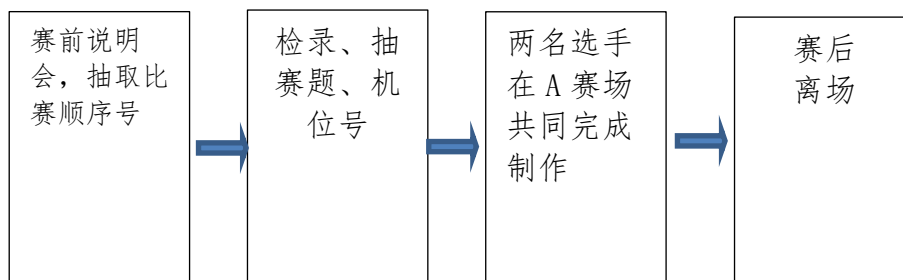 赛前说明
会，抽取比
赛顺序号
检录、抽
赛题、机
位号
两名选手
在 A 赛场
共同完成
制作
赛后
离场